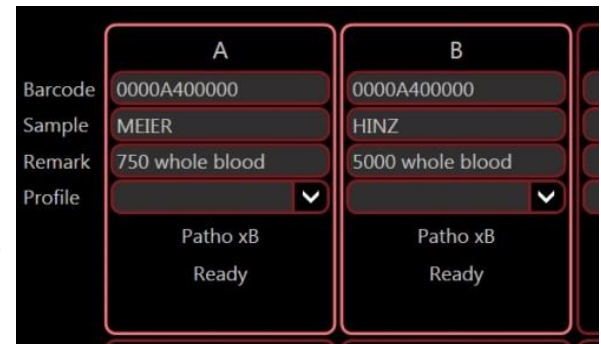 A B
Barcode 0000A400000 0000A400000
Sample MEIER HINZ
Remark 750 whole blood 5000 whole blood
Profile
Patho xB Patho xB
Ready Ready